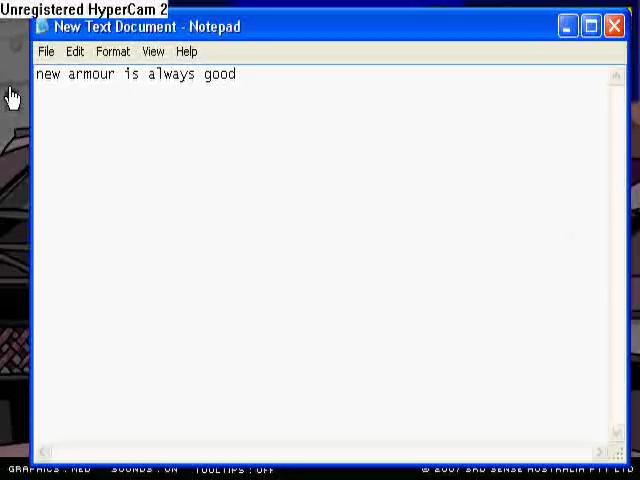 Unregistered HyperCam 2
New Text Document - Notepad
File Edit Format View Help
new armour is always good
GRAPHICS: MED SOUNDS: ON TOOLTIPS: OFF © 2007 SENSE AUSTRALIA PTY LTD